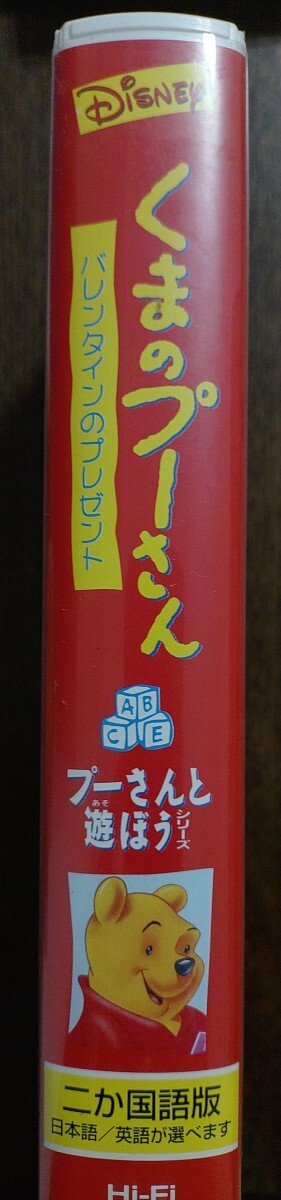 DISNEY
くまのプーさん
バレンタインのプレゼント
A B
C E
プーさんと
あそ
遊ぼうシリーズ
二か国語版
日本語／英語が選べます
Hi-Fi